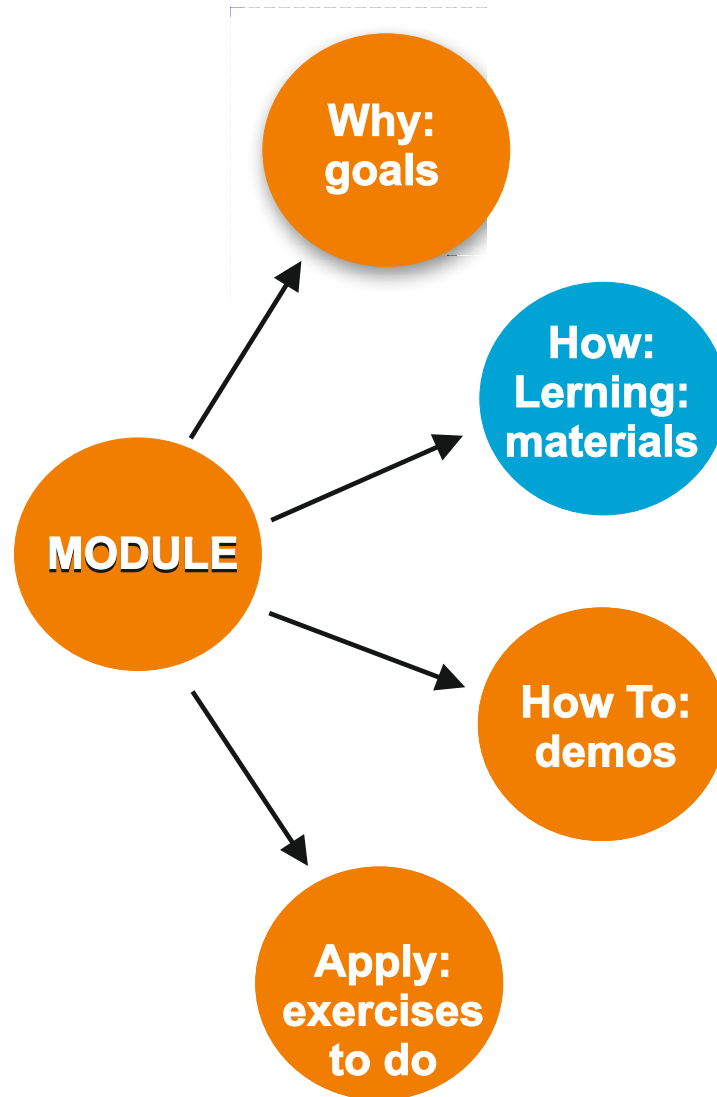 Why:
goals
How:
Lerning:
materials
MODULE
How To:
demos
Apply:
exercises
to do